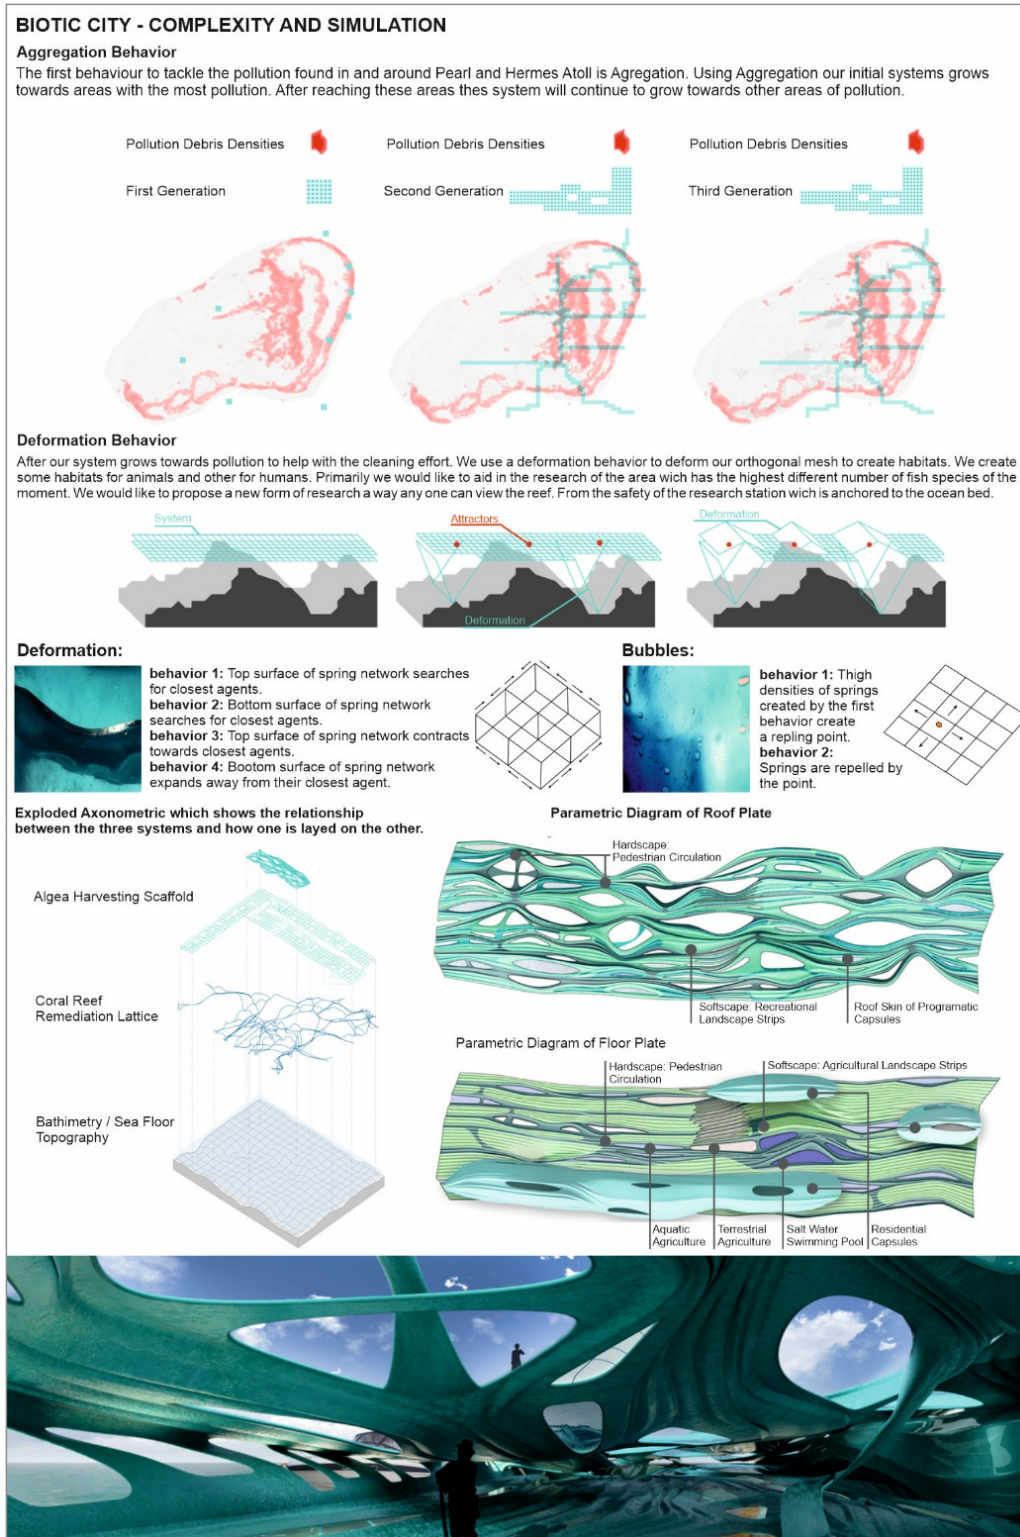 BIOTIC CITY - COMPLEXITY AND SIMULATION
Aggregation Behavior
The first behaviour to tackle the pollution found in and around Pearl and Hermes Atoll is Agregation. Using Aggregation our initial systems grows
towards areas with the most pollution. After reaching these areas thes system will continue to grow towards other areas of pollution.
Pollution Debris Densities
First Generation
Pollution Debris Densities
Second Generation
Pollution Debris Densities
Third Generation
Deformation Behavior
After our system grows towards pollution to help with the cleaning effort. We use a deformation behavior to deform our orthogonal mesh to create habitats. We create
some habitats for animals and other for humans. Primarily we would like to aid in the research of the area wich has the highest different number of fish species of the
moment. We would like to propose a new form of research a way any one can view the reef. From the safety of the research station wich is anchored to the ocean bed.
System
Attractors
Deformation
Deformation
Deformation:
behavior 1: Top surface of spring network searches
for closest agents.
behavior 2: Bottom surface of spring network
searches for closest agents.
behavior 3: Top surface of spring network contracts
towards closest agents.
behavior 4: Bootom surface of spring network
expands away from their closest agent.
Bubbles:
behavior 1: Thigh
densities of springs
created by the first
behavior create
a repling point.
behavior 2:
Springs are repelled by
the point.
Exploded Axonometric which shows the relationship
between the three systems and how one is layed on the other.
Algea Harvesting Scaffold
Coral Reef
Remediation Lattice
Bathimetry / Sea Floor
Topography
Parametric Diagram of Roof Plate
Hardscape:
Pedestrian Circulation
Softscape: Recreational
Landscape Strips
Roof Skin of Programatic
Capsules
Parametric Diagram of Floor Plate
Hardscape: Pedestrian
Circulation
Softscape: Agricultural Landscape Strips
Aquatic
Agriculture
Terrestrial
Agriculture
Salt Water
Swimming Pool
Residential
Capsules